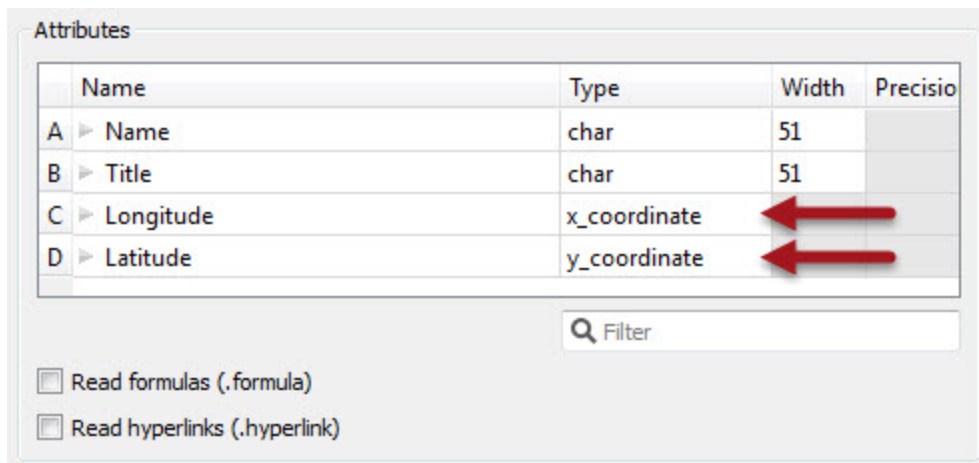 Attributes
Name Type Width Precisio
A Name char 51
B Title char 51
C Longitude x_coordinate
D Latitude y_coordinate
Filter
Read formulas (.formula)
Read hyperlinks (.hyperlink)